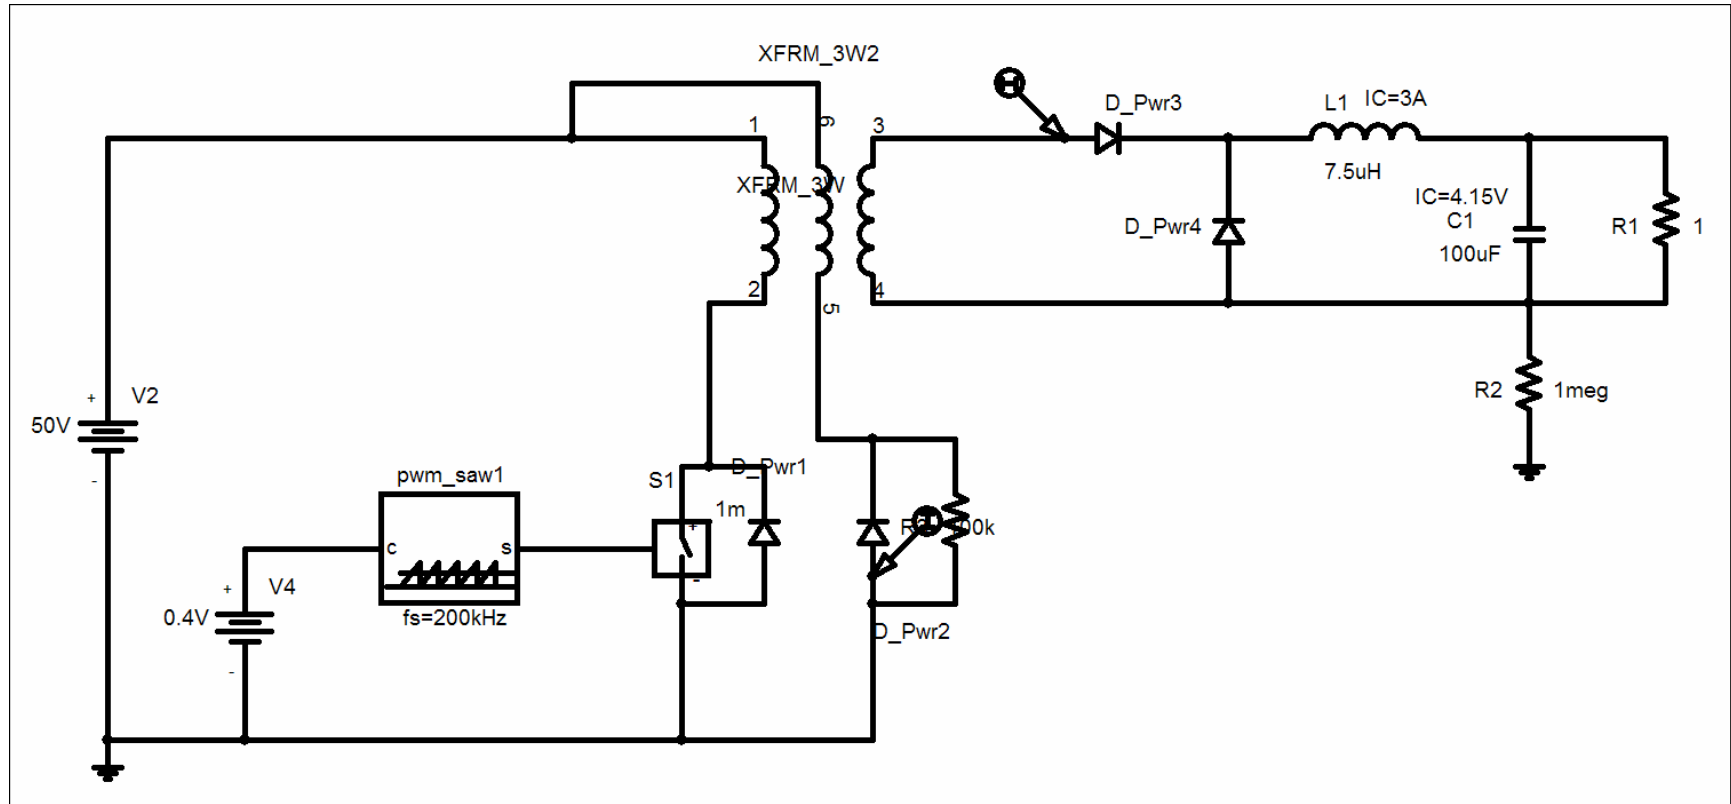 XFRM_3W2
D_Pwr3
L1
IC=3A
1
6
3
7.5uH
XFRM_3W
IC=4.15V
C1
100uF
D_Pwr4
R1
1
2
4
5
+
V2
50V
-
R2
1meg
pwm_saw1
S1
D_Pwr1
1m
+
-
c
s
fs=200kHz
+
V4
0.4V
-
D_Pwr2